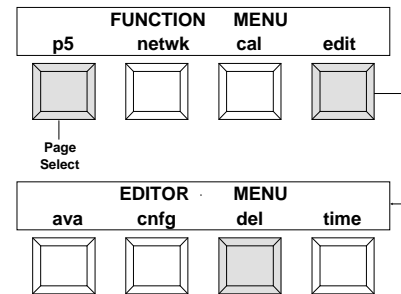 FUNCTION MENU
p5 netwk cal edit
Page
Select
EDITOR MENU
ava cnfg del time